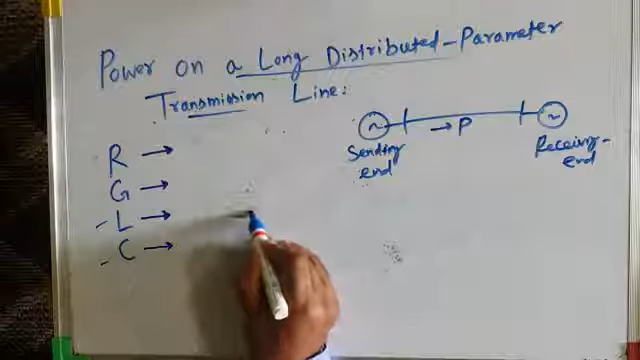 Power on a Long Distributed-Parameter
Transmission Line:
~ → P ~
Sending
end
Receiving-
end
R →
G →
- L →
- C →